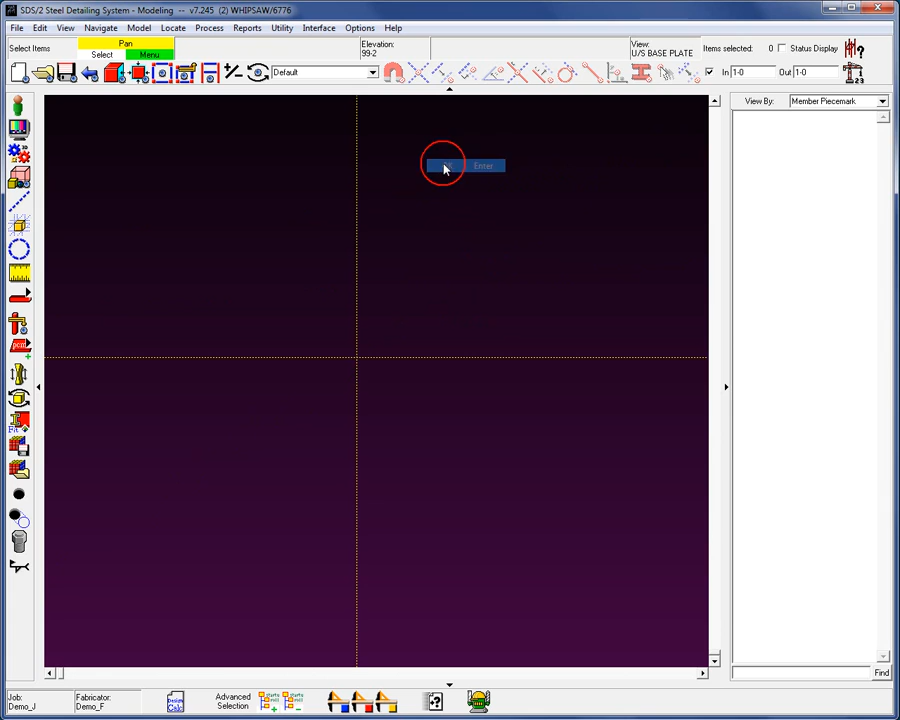 SDS/2 Steel Detailing System - Modeling -- v7.245 (2) WHIPSAW/6776
File Edit View Navigate Model Locate Process Reports Utility Interface Options Help
Select Items
Pan
Select Menu
Elevation:
99-2
View:
U/S BASE PLATE
Items selected: 0 Status Display
Default
In 1-0 Out 1-0
View By: Member Piecemark
OK Enter
Find
Job:
Demo_J
Fabricator:
Demo_F
Advanced
Selection